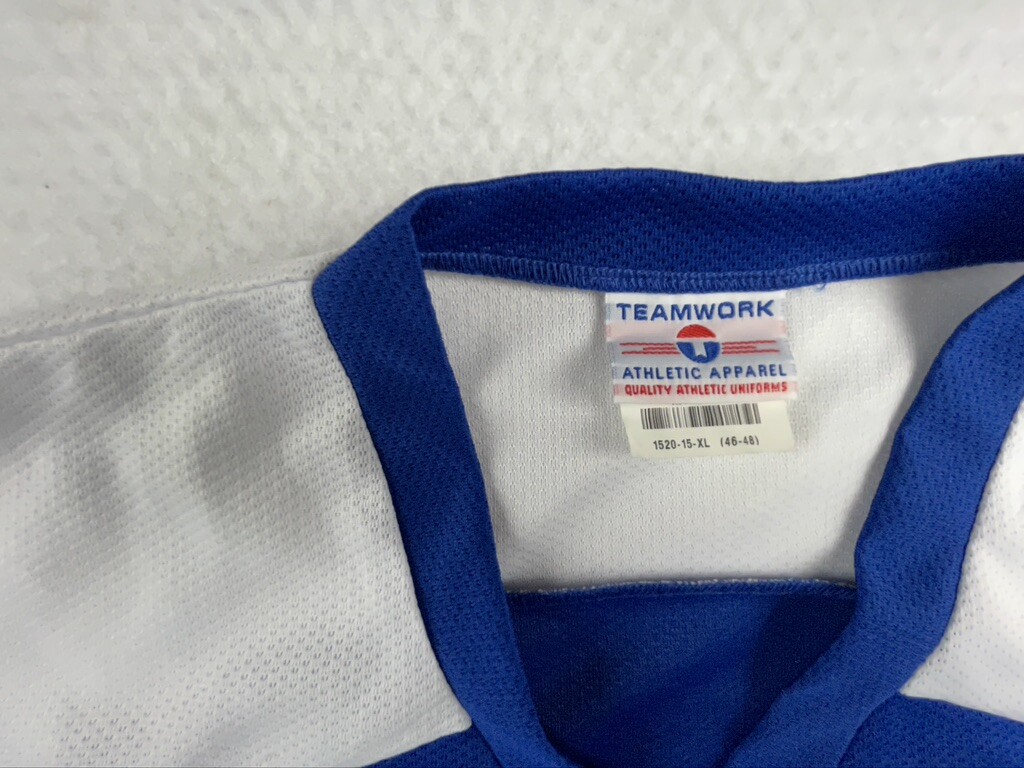 TEAMWORK
ATHLETIC APPAREL
QUALITY ATHLETIC UNIFORMS
1520-15-XL (46-48)